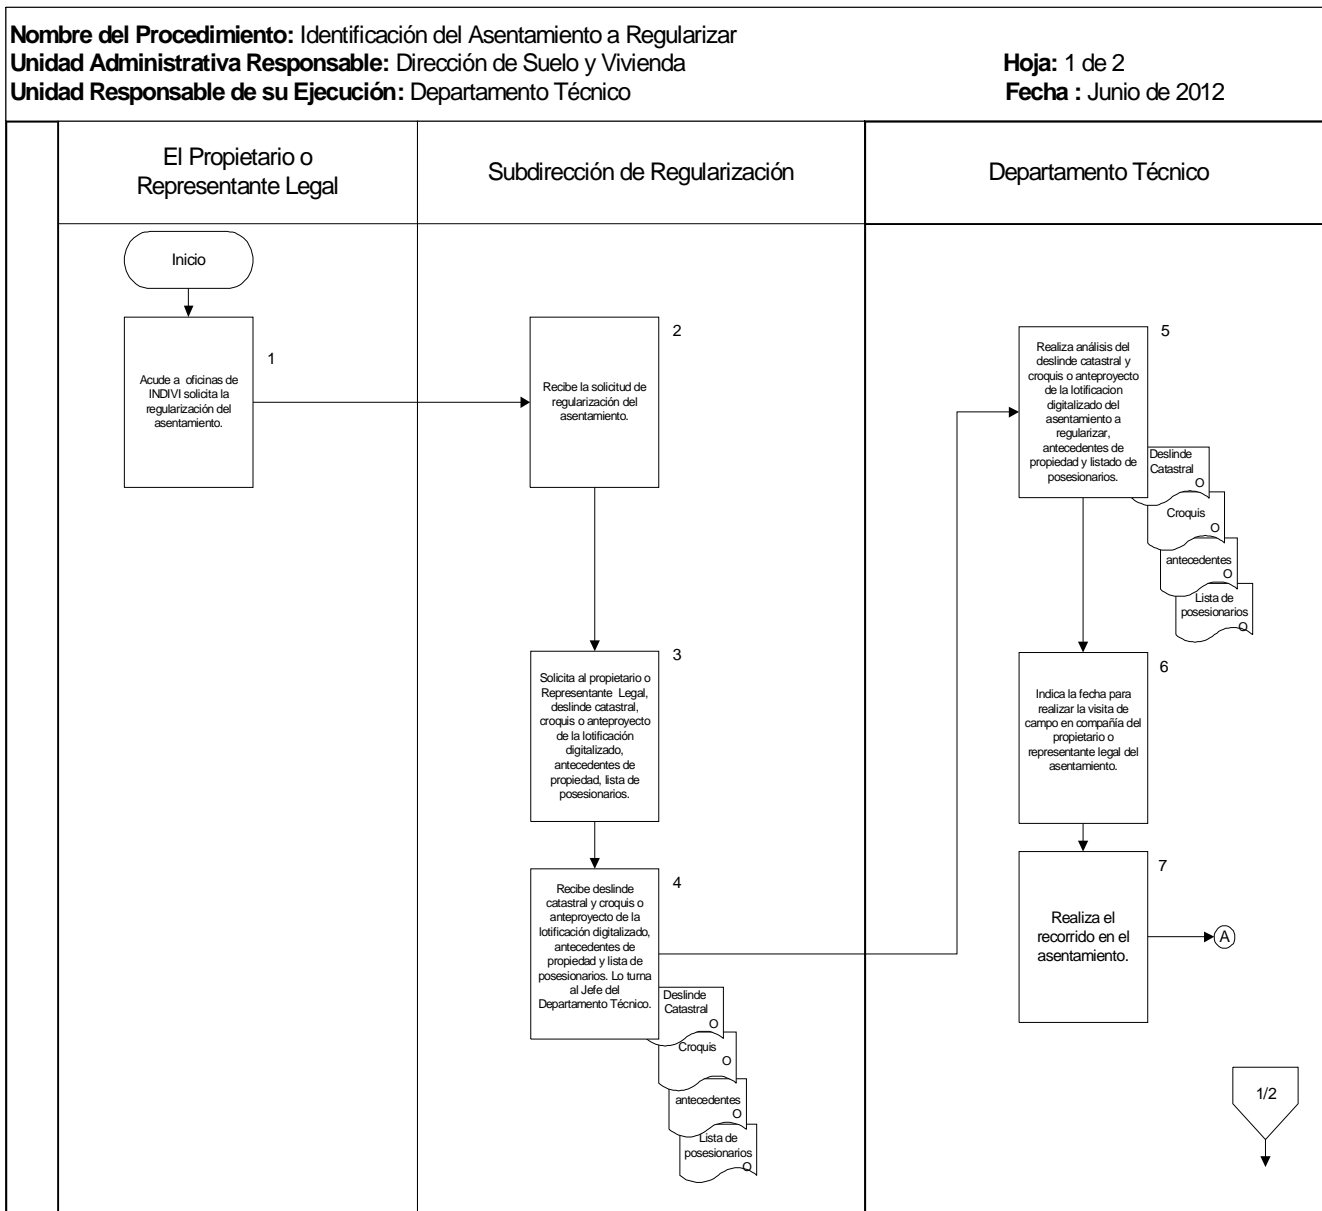 Nombre del Procedimiento: Identificación del Asentamiento a Regularizar
Unidad Administrativa Responsable: Dirección de Suelo y Vivienda
Hoja: 1 de 2
Unidad Responsable de su Ejecución: Departamento Técnico
Fecha : Junio de 2012
El Propietario o
Representante Legal
Subdirección de Regularización
Departamento Técnico
Inicio
1
Acude a oficinas de
INDIVI solicita la
regularización del
asentamiento.
2
Recibe la solicitud de
regularización del
asentamiento.
3
Solicita al propietario o
Representante Legal,
deslinde catastral,
croquis o anteproyecto
de la lotificación
digitalizado,
antecedentes de
propiedad, lista de
posesionarios.
4
Recibe deslinde
catastral y croquis o
anteproyecto de la
lotificación digitalizado,
antecedentes de
propiedad y lista de
posesionarios. Lo turna
al Jefe del
Departamento Técnico.
Deslinde
Catastral
O
Croquis
O
antecedentes
O
Lista de
posesionarios
O
5
Realiza análisis del
deslinde catastral y
croquis o anteproyecto
de la lotificacion
digitalizado del
asentamiento a
regularizar,
antecedentes de
propiedad y listado de
posesionarios.
Deslinde
Catastral
O
Croquis
O
antecedentes
O
Lista de
posesionarios
O
6
Indica la fecha para
realizar la visita de
campo en compañía del
propietario o
representante legal del
asentamiento.
7
Realiza el
recorrido en el
asentamiento.
A
1/2